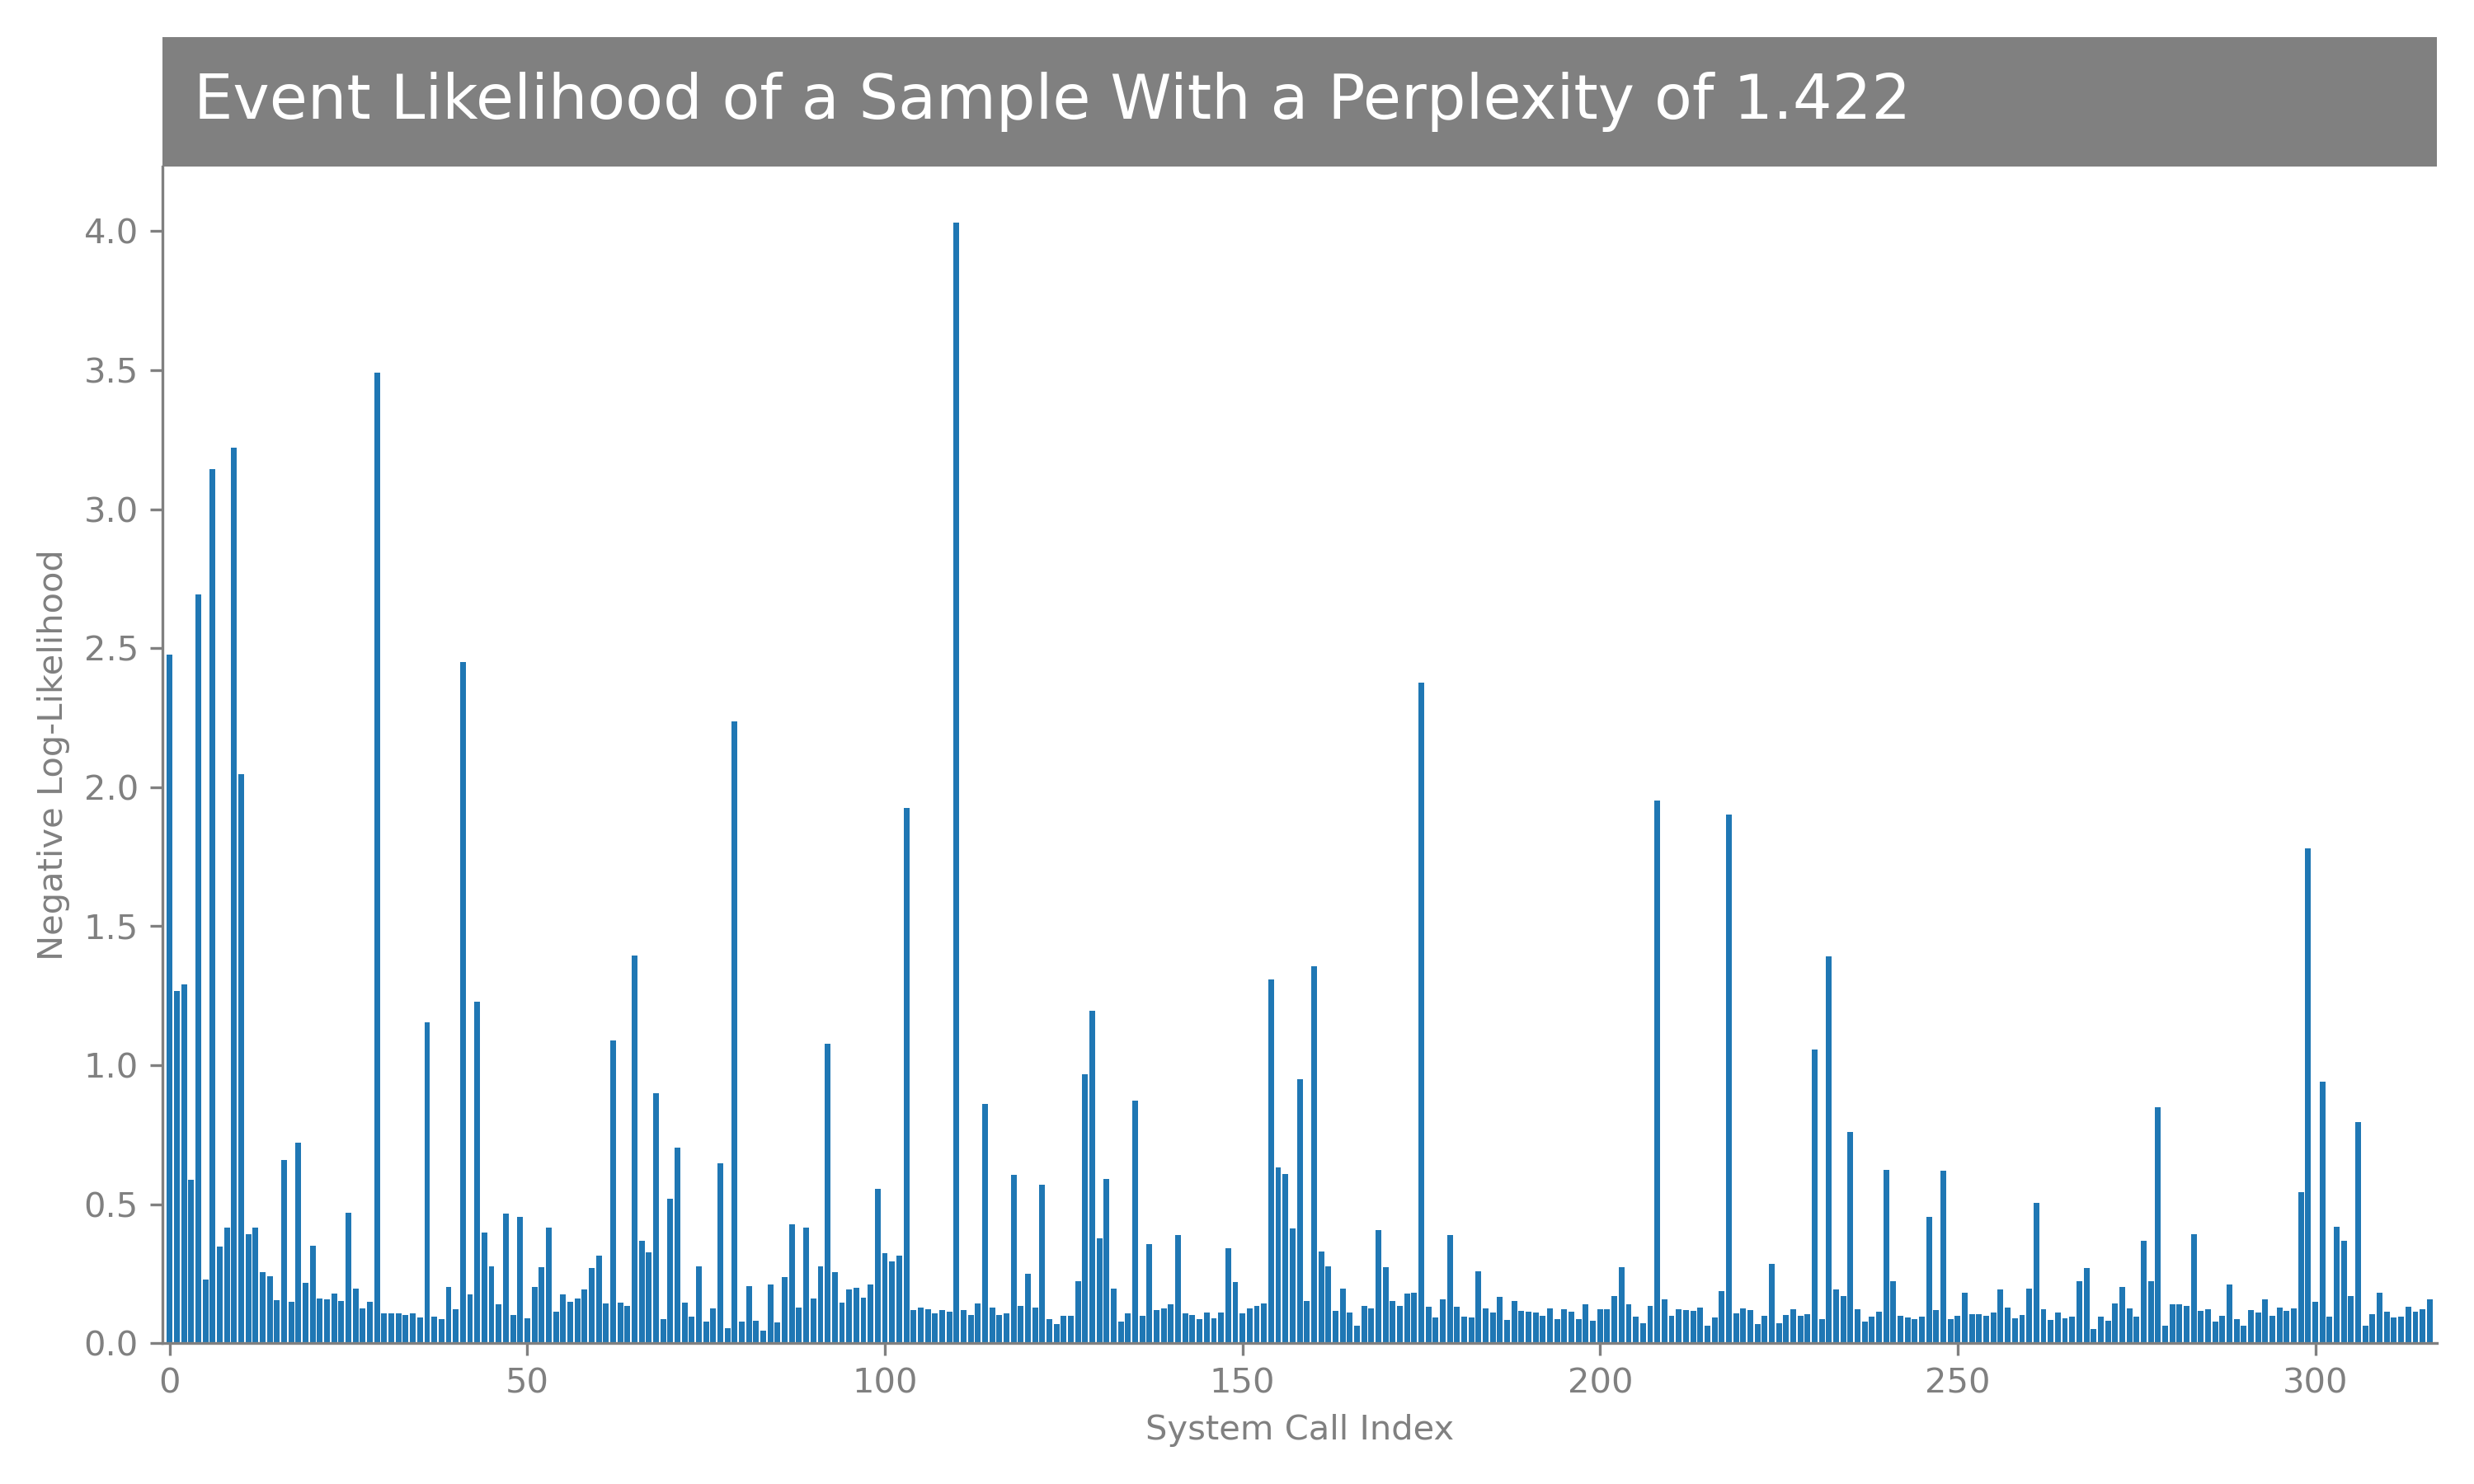 Event Likelihood of a Sample With a Perplexity of 1.422
4.0
3.5
3.0
2.5
2.0
1.5
1.0
0.5
0.0
Negative Log-Likelihood
0 50 100 150 200 250 300
System Call Index